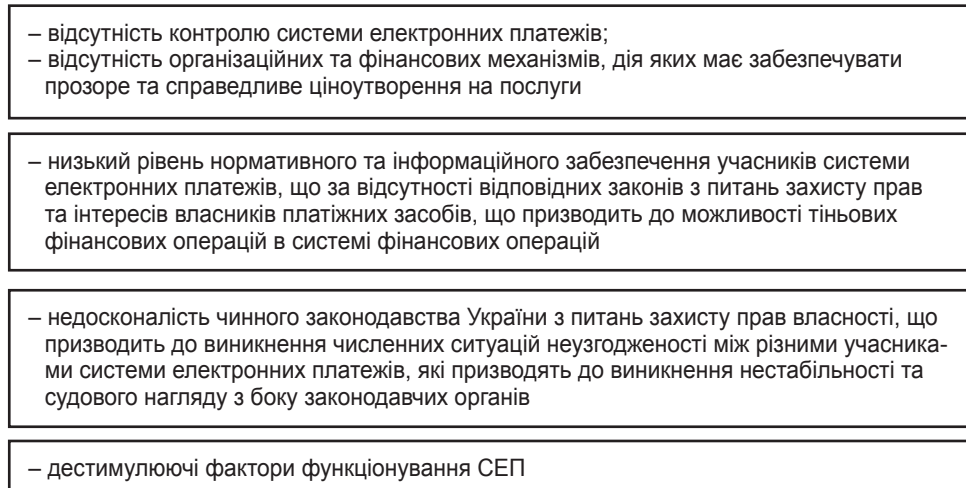 – відсутність контролю системи електронних платежів;
– відсутність організаційних та фінансових механізмів, дія яких має забезпечувати
прозоре та справедливе ціноутворення на послуги
– низький рівень нормативного та інформаційного забезпечення учасників системи
електронних платежів, що за відсутності відповідних законів з питань захисту прав
та інтересів власників платіжних засобів, що призводить до можливості тіньових
фінансових операцій в системі фінансових операцій
– недосконалість чинного законодавства України з питань захисту прав власності, що
призводить до виникнення численних ситуацій неузгодженості між різними учасника-
ми системи електронних платежів, які призводять до виникнення нестабільності та
судового нагляду з боку законодавчих органів
– дестимулюючі фактори функціонування СЕП